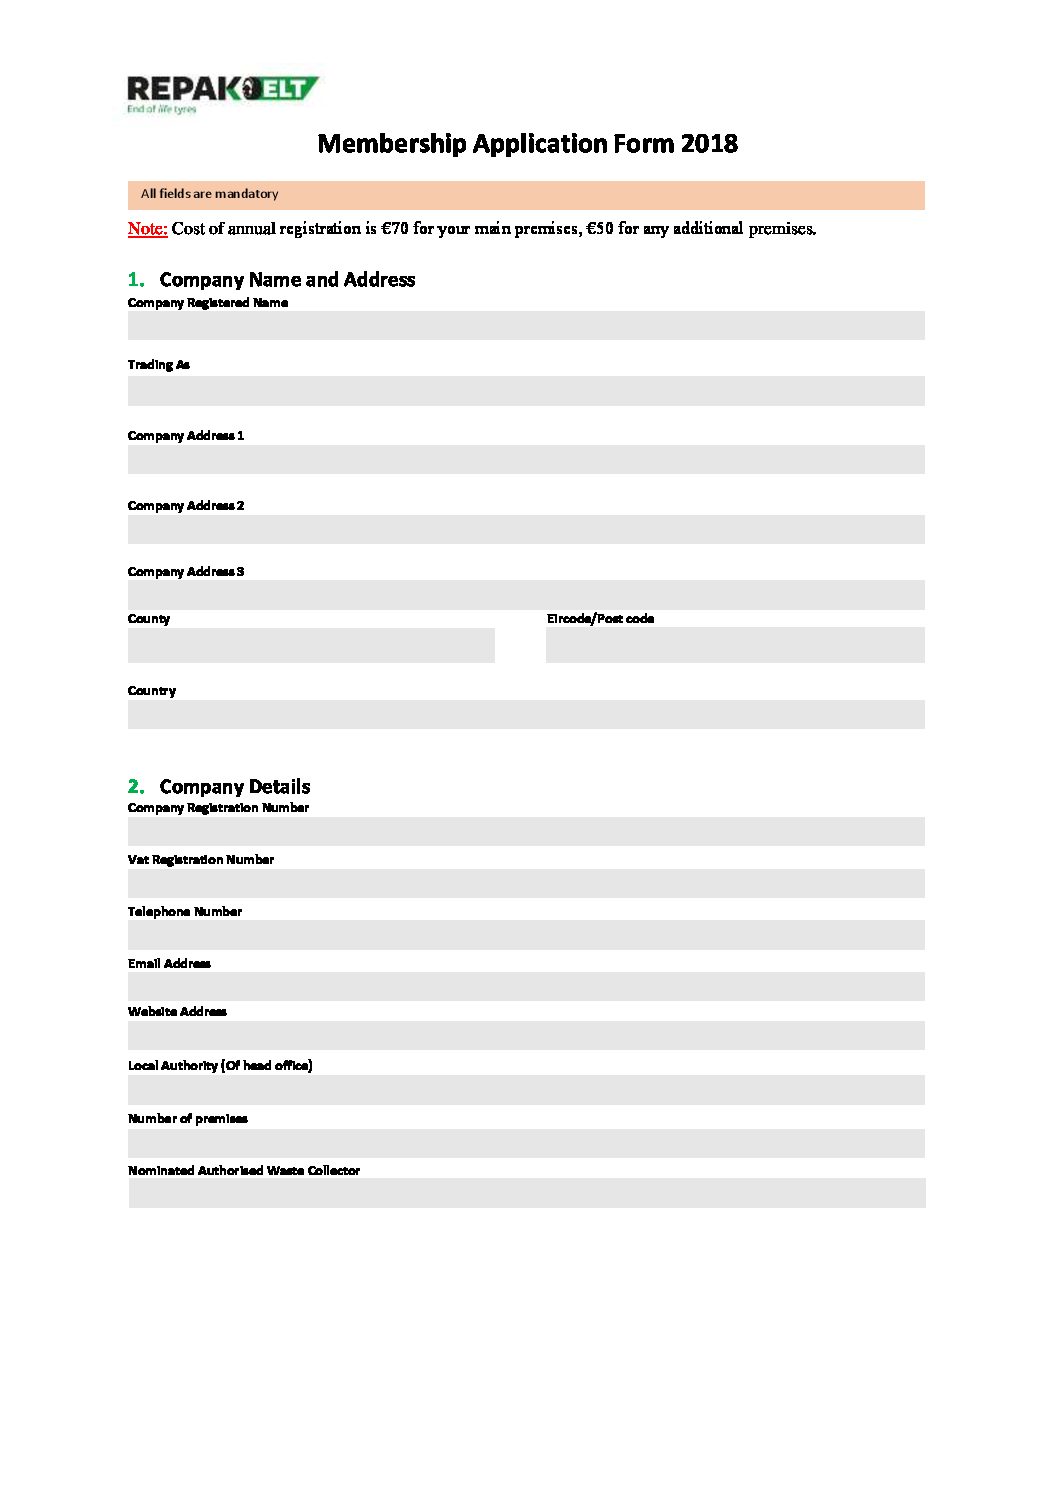 REPAK ELT
End of life tyres
Membership Application Form 2018
All fields are mandatory
Note: Cost of annual registration is €70 for your main premises, €50 for any additional premises.
1. Company Name and Address
Company Registered Name
Trading As
Company Address 1
Company Address 2
Company Address 3
County
Eircode/Post code
Country
2. Company Details
Company Registration Number
Vat Registration Number
Telephone Number
Email Address
Website Address
Local Authority (Of head office)
Number of premises
Nominated Authorised Waste Collector